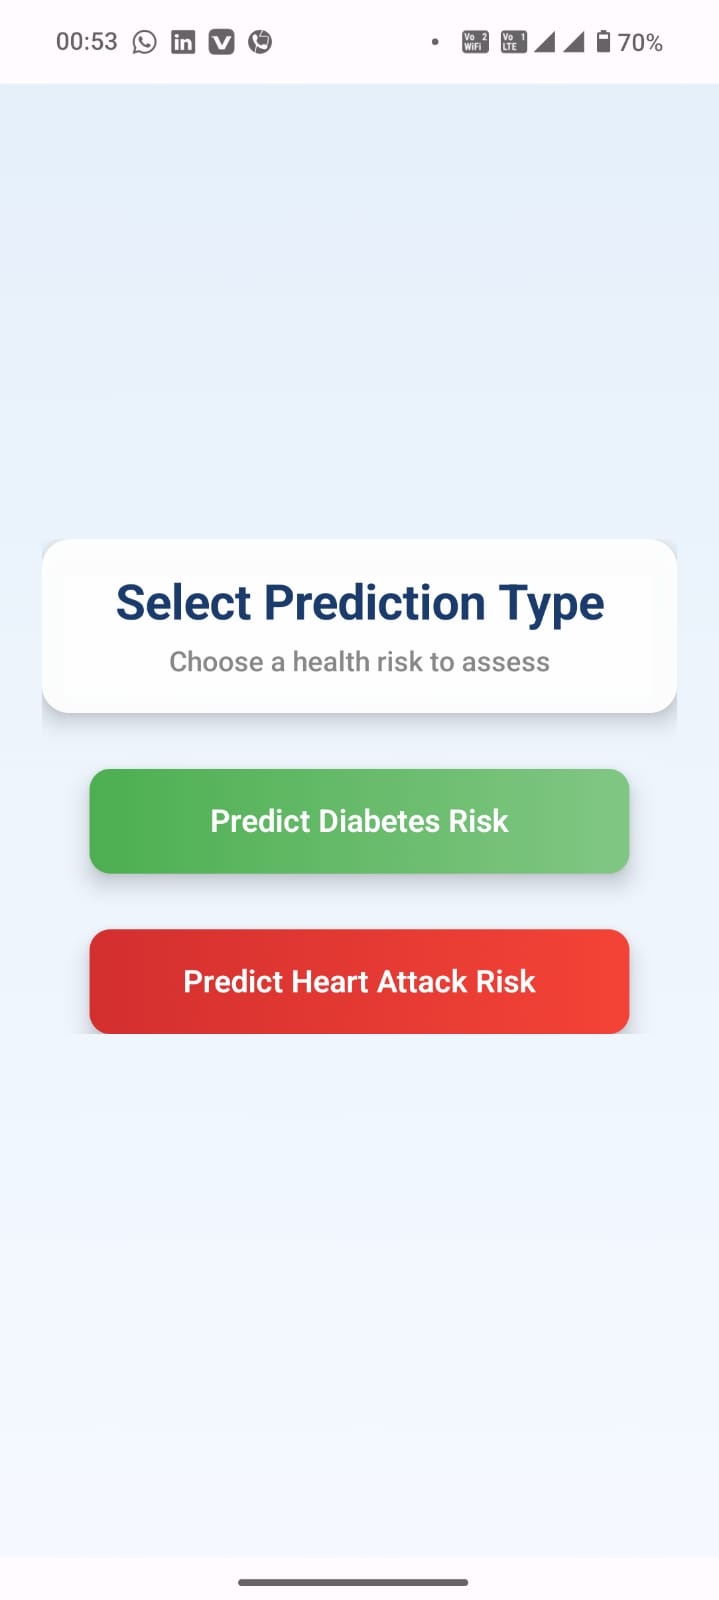 00:53 in V Vo 2 WiFi Vo 1 LTE 70%
Select Prediction Type
Choose a health risk to assess
Predict Diabetes Risk
Predict Heart Attack Risk